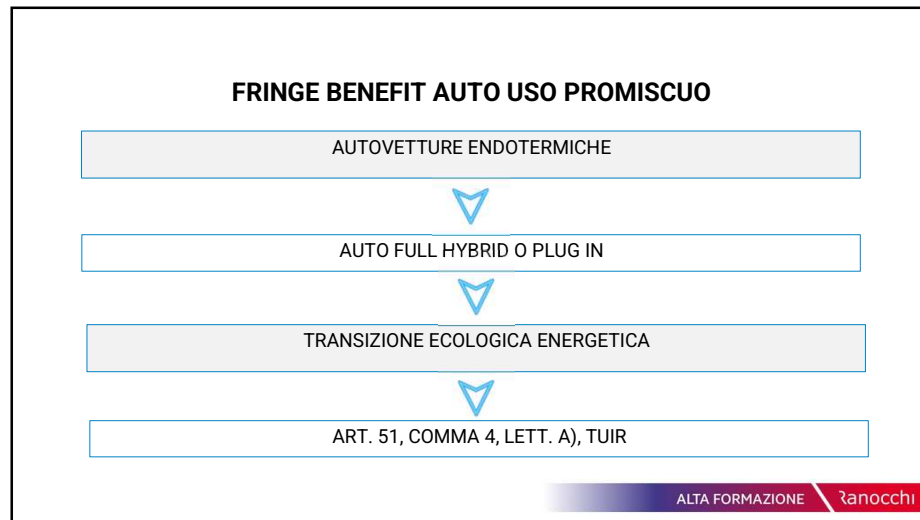 FRINGE BENEFIT AUTO USO PROMISCUO
AUTOVETTURE ENDOTERMICHE
AUTO FULL HYBRID O PLUG IN
TRANSIZIONE ECOLOGICA ENERGETICA
ART. 51, COMMA 4, LETT. A), TUIR
ALTA FORMAZIONE Ranocchi